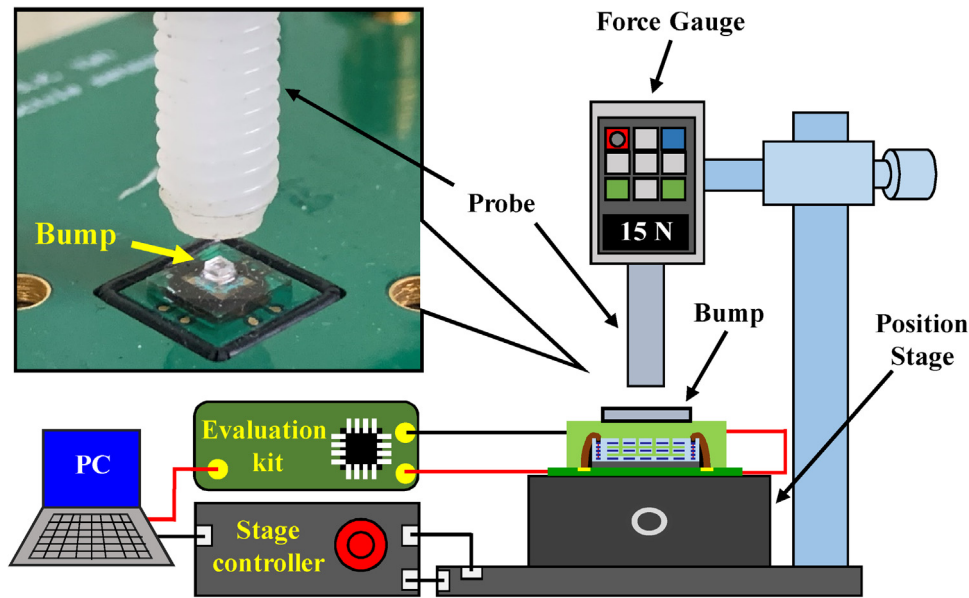 Force Gauge
Probe
Bump
15 N
Bump
Position
Stage
Evaluation
kit
PC
Stage
controller